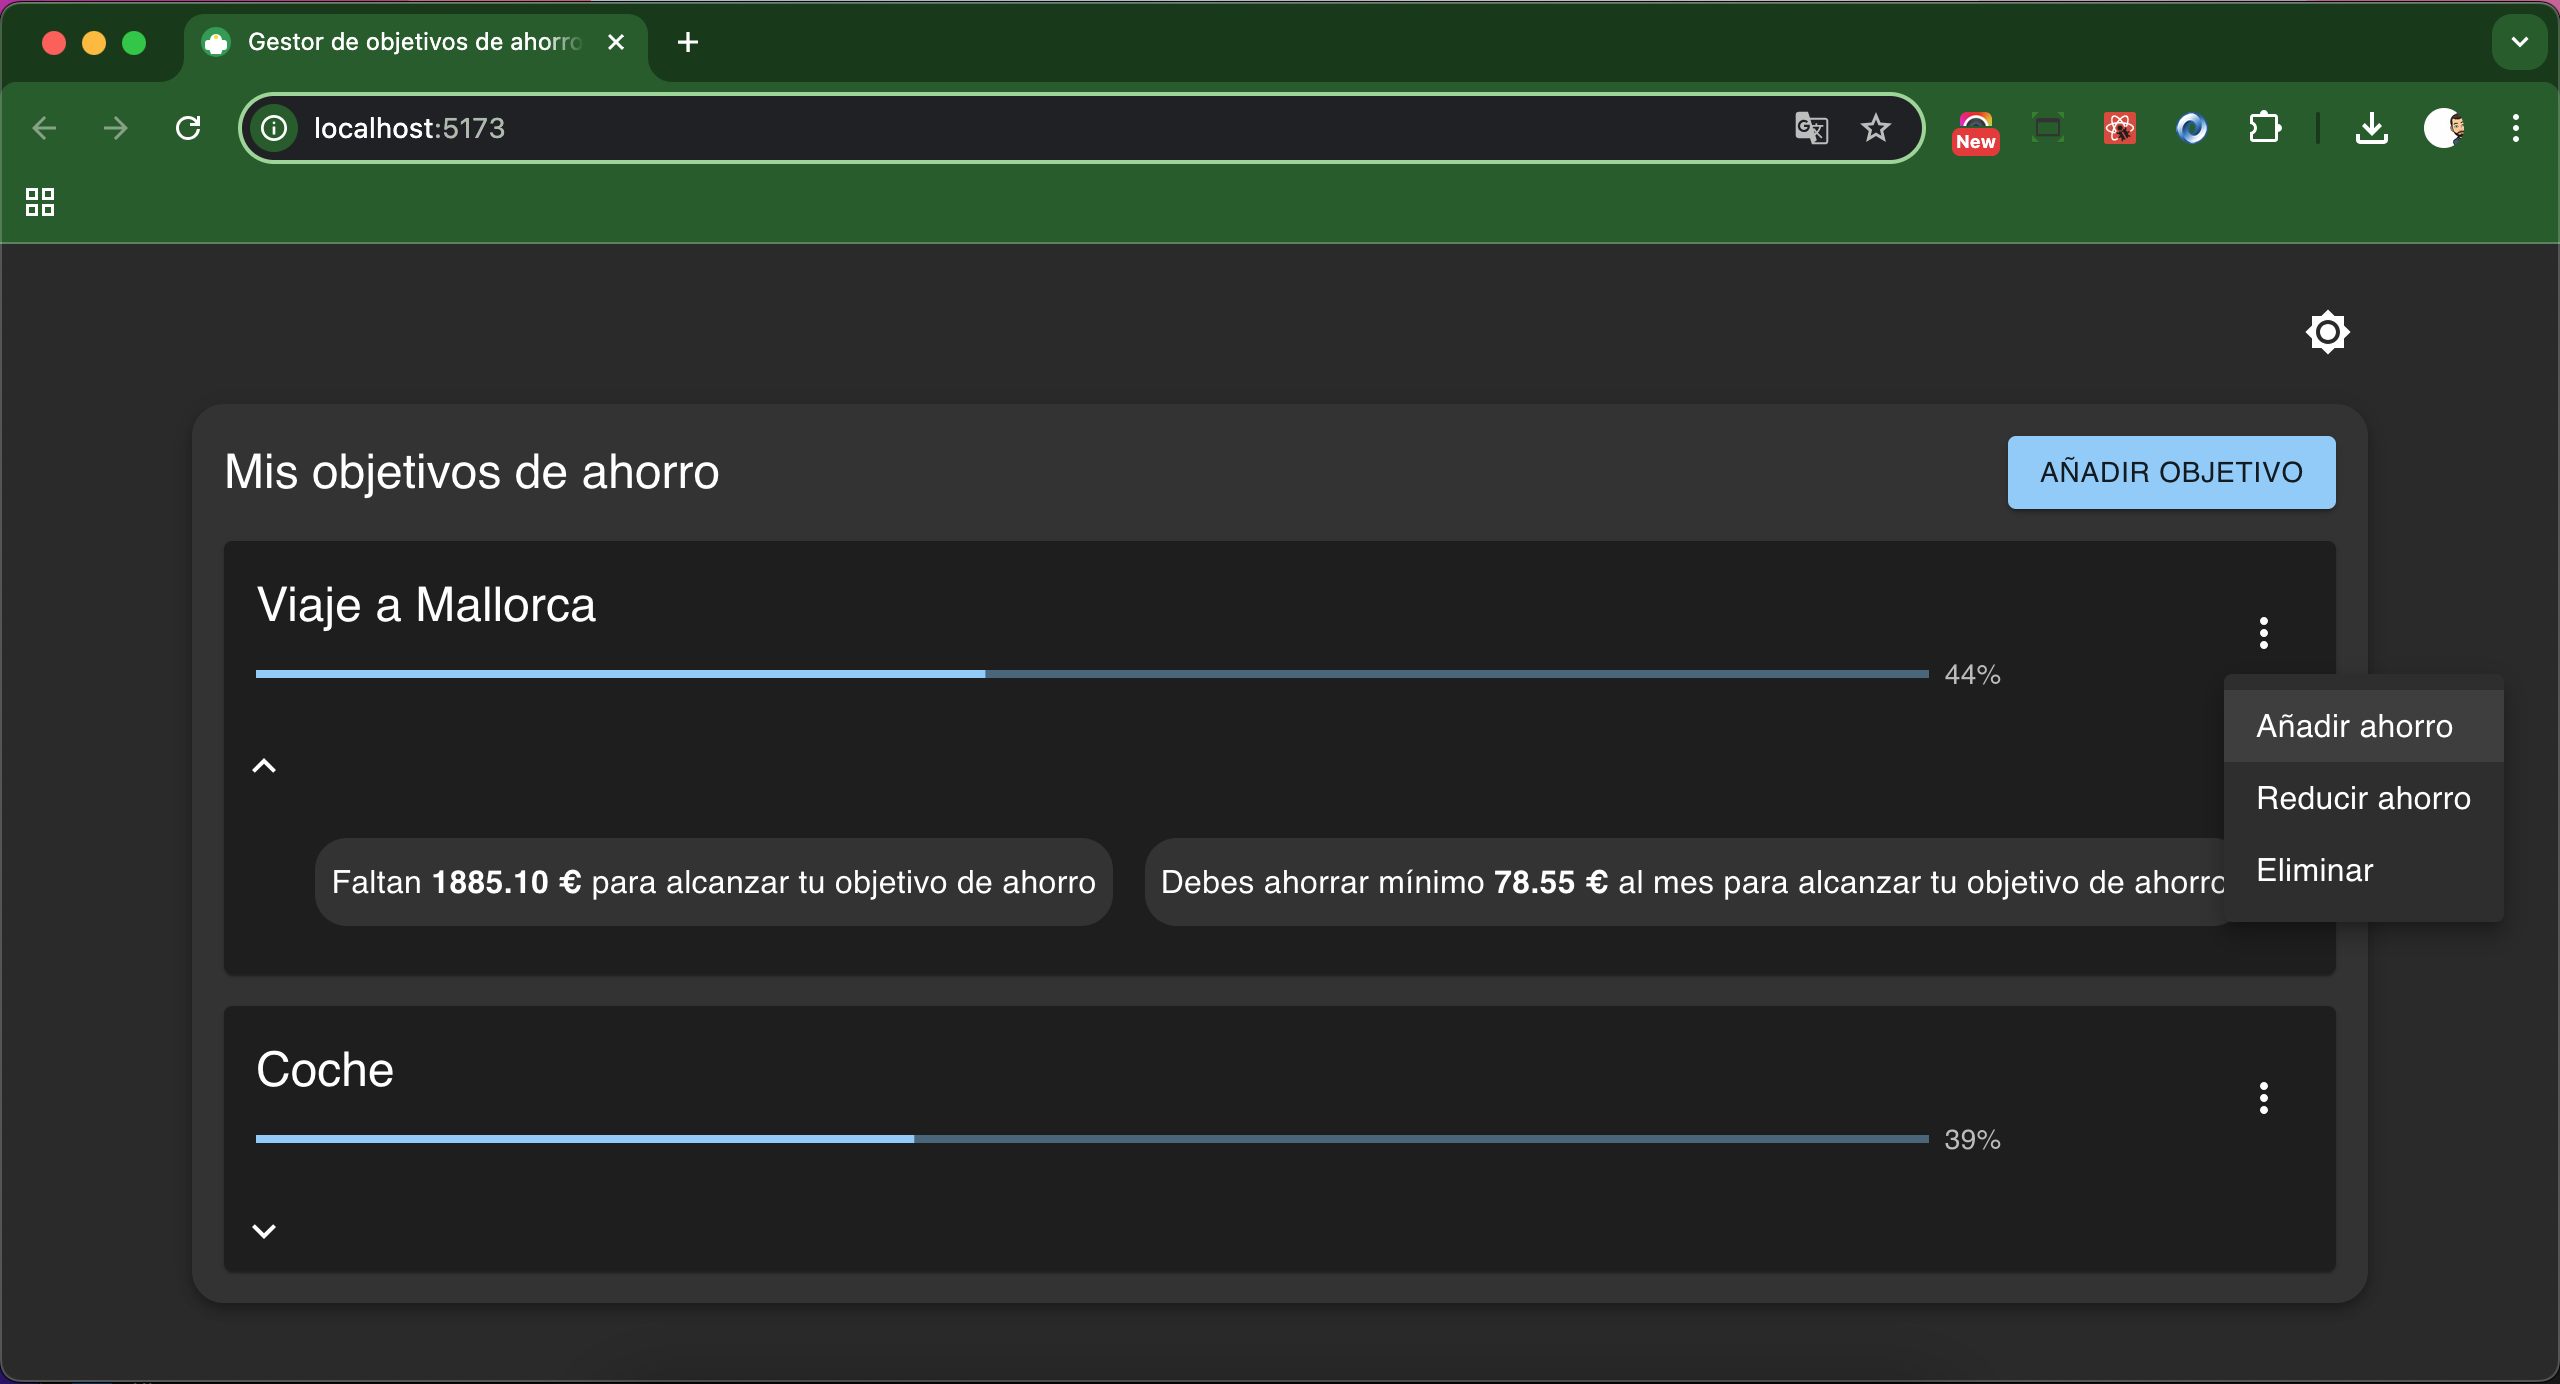 Gestor de objetivos de ahorro
localhost:5173
New
Mis objetivos de ahorro
AÑADIR OBJETIVO
Viaje a Mallorca
44%
Añadir ahorro
Reducir ahorro
Eliminar
Faltan 1885.10 € para alcanzar tu objetivo de ahorro
Debes ahorrar mínimo 78.55 € al mes para alcanzar tu objetivo de ahorro
Coche
39%